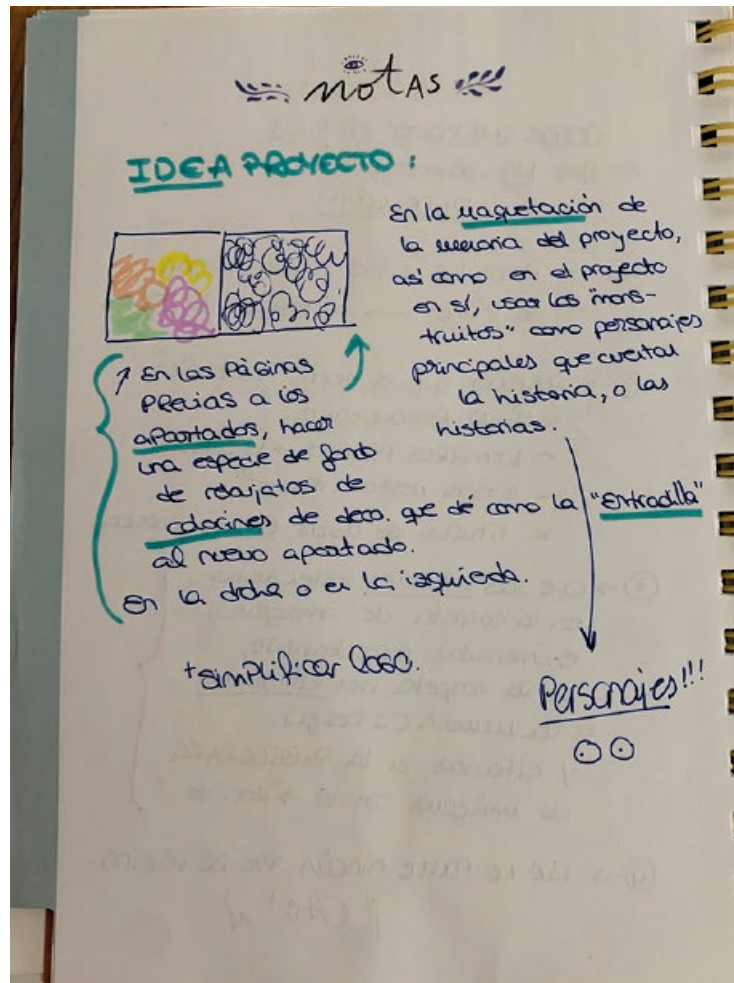 notAS
IDEA PROYECTO:
En la maquetación de
la memoria del proyecto,
así como en el proyecto
en sí, usar los "mons-
truitos" como personajes
principales que cuentan
la historia, o las
historias.
En las páginas
previas a los
apartados, hacer
una especie de fondo
de
colorines de deco. que dé como la "entradilla"
al nuevo apartado.
En la dcha o en la izquierda.
+simplificar
Personajes!!!